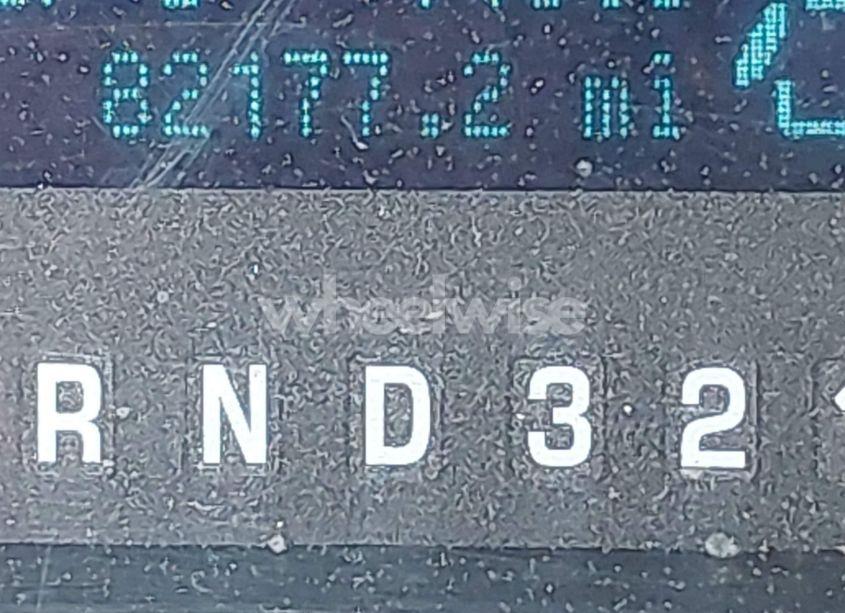 82177.2 mi
wheelwise
R N D 3 2